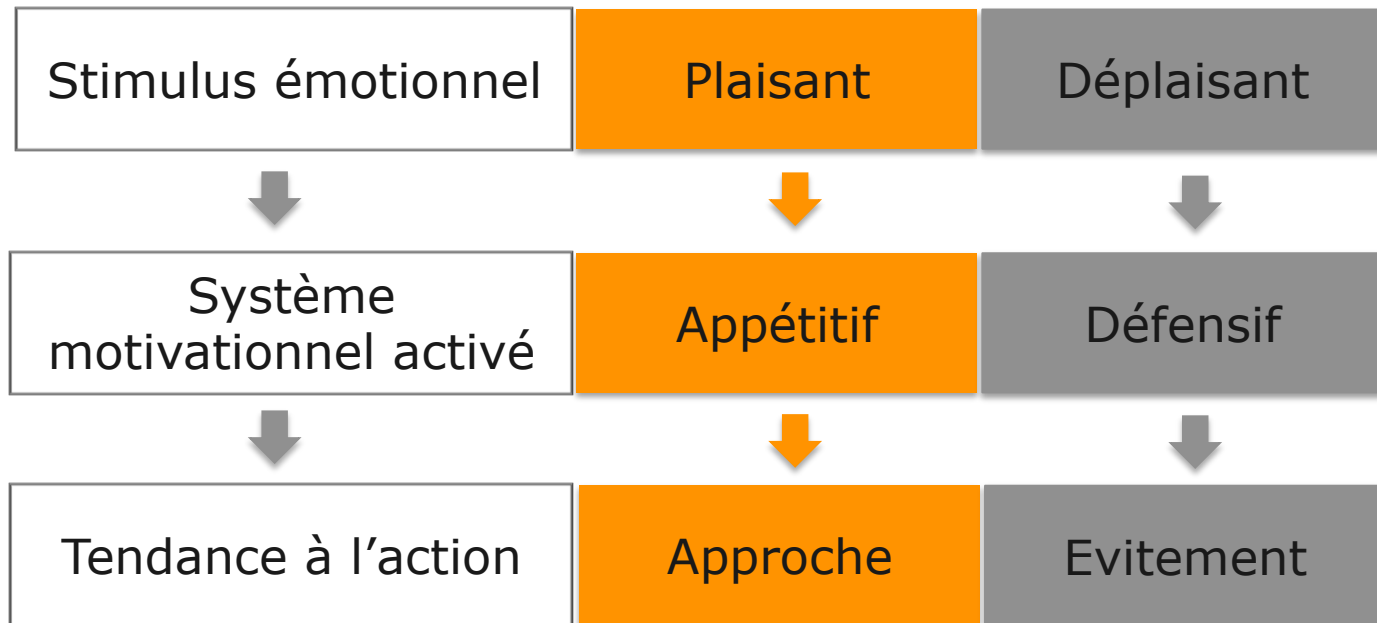 Stimulus émotionnel
Plaisant
Déplaisant
Système
motivationnel activé
Appétitif
Défensif
Tendance à l’action
Approche
Evitement